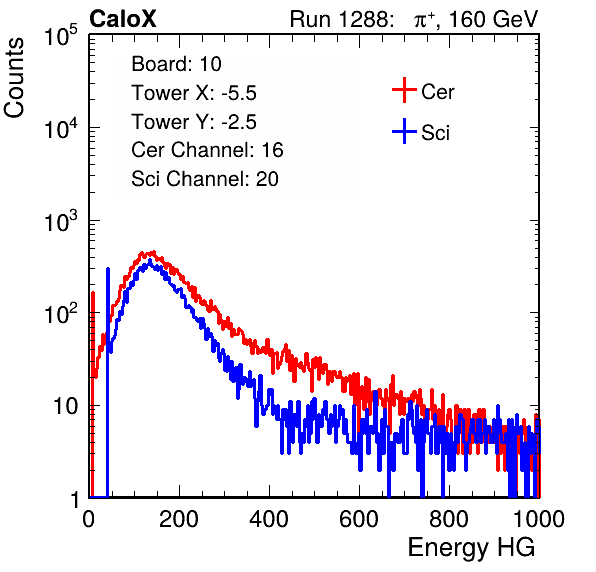 CaloX Run 1288: π⁺, 160 GeV
Counts
Board: 10
Tower X: -5.5
Tower Y: -2.5
Cer Channel: 16
Sci Channel: 20
Cer
Sci
10⁵
10⁴
10³
10²
10
1
0 200 400 600 800 1000
Energy HG